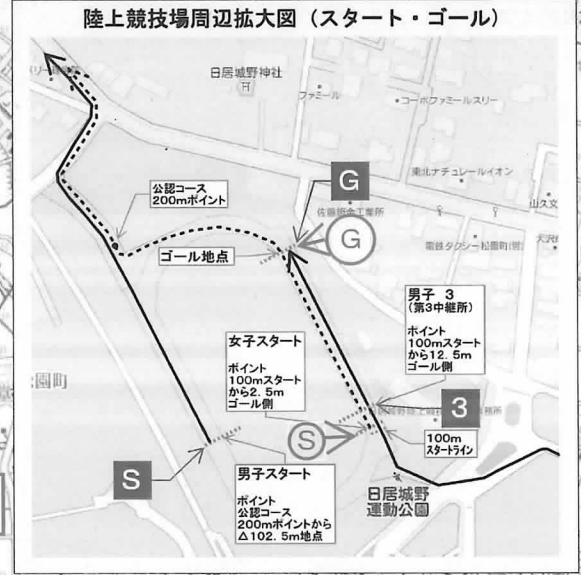 陸上競技場周辺拡大図（スタート・ゴール）
日居城野神社
ファミール
コーポファミールスリー
東北ナチュレールイオン
山久文
公認コース
200mポイント
G
ゴール地点
G
電鉄タクシー松園町(営)
男子 3
(第3中継所)
ポイント
100mスタート
から12.5m
ゴール側
女子スタート
ポイント
100mスタート
から2.5m
ゴール側
園町
3
S
100m
スタートライン
S
男子スタート
ポイント
公認コース
200mポイントから
△102.5m地点
日居城野
運動公園